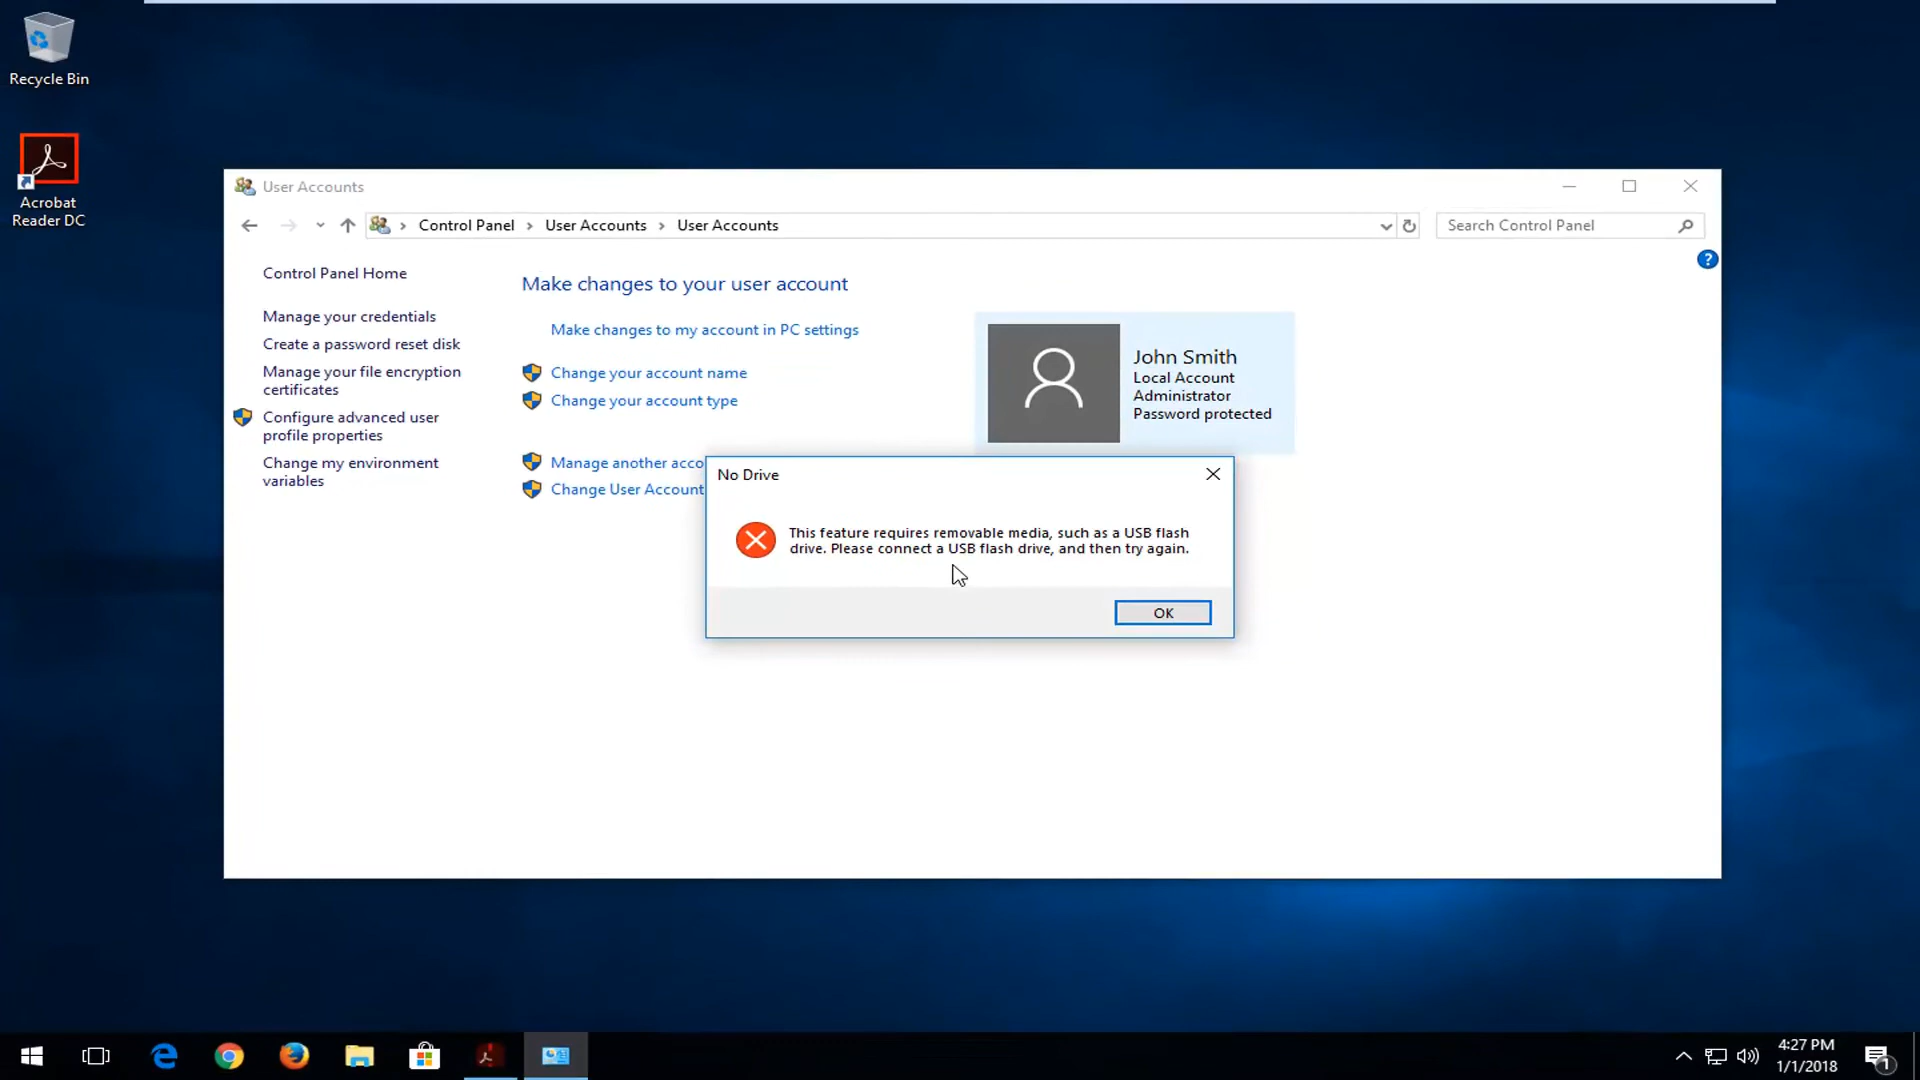 Recycle Bin
Acrobat
Reader DC
User Accounts
Control Panel
User Accounts
User Accounts
Search Control Panel
?
Control Panel Home
Manage your credentials
Create a password reset disk
Manage your file encryption
certificates
Configure advanced user
profile properties
Change my environment
variables
Make changes to your user account
Make changes to my account in PC settings
Change your account name
Change your account type
Manage another acco
Change User Account
John Smith
Local Account
Administrator
Password protected
No Drive
This feature requires removable media, such as a USB flash
drive. Please connect a USB flash drive, and then try again.
OK
4:27 PM
1/1/2018
1